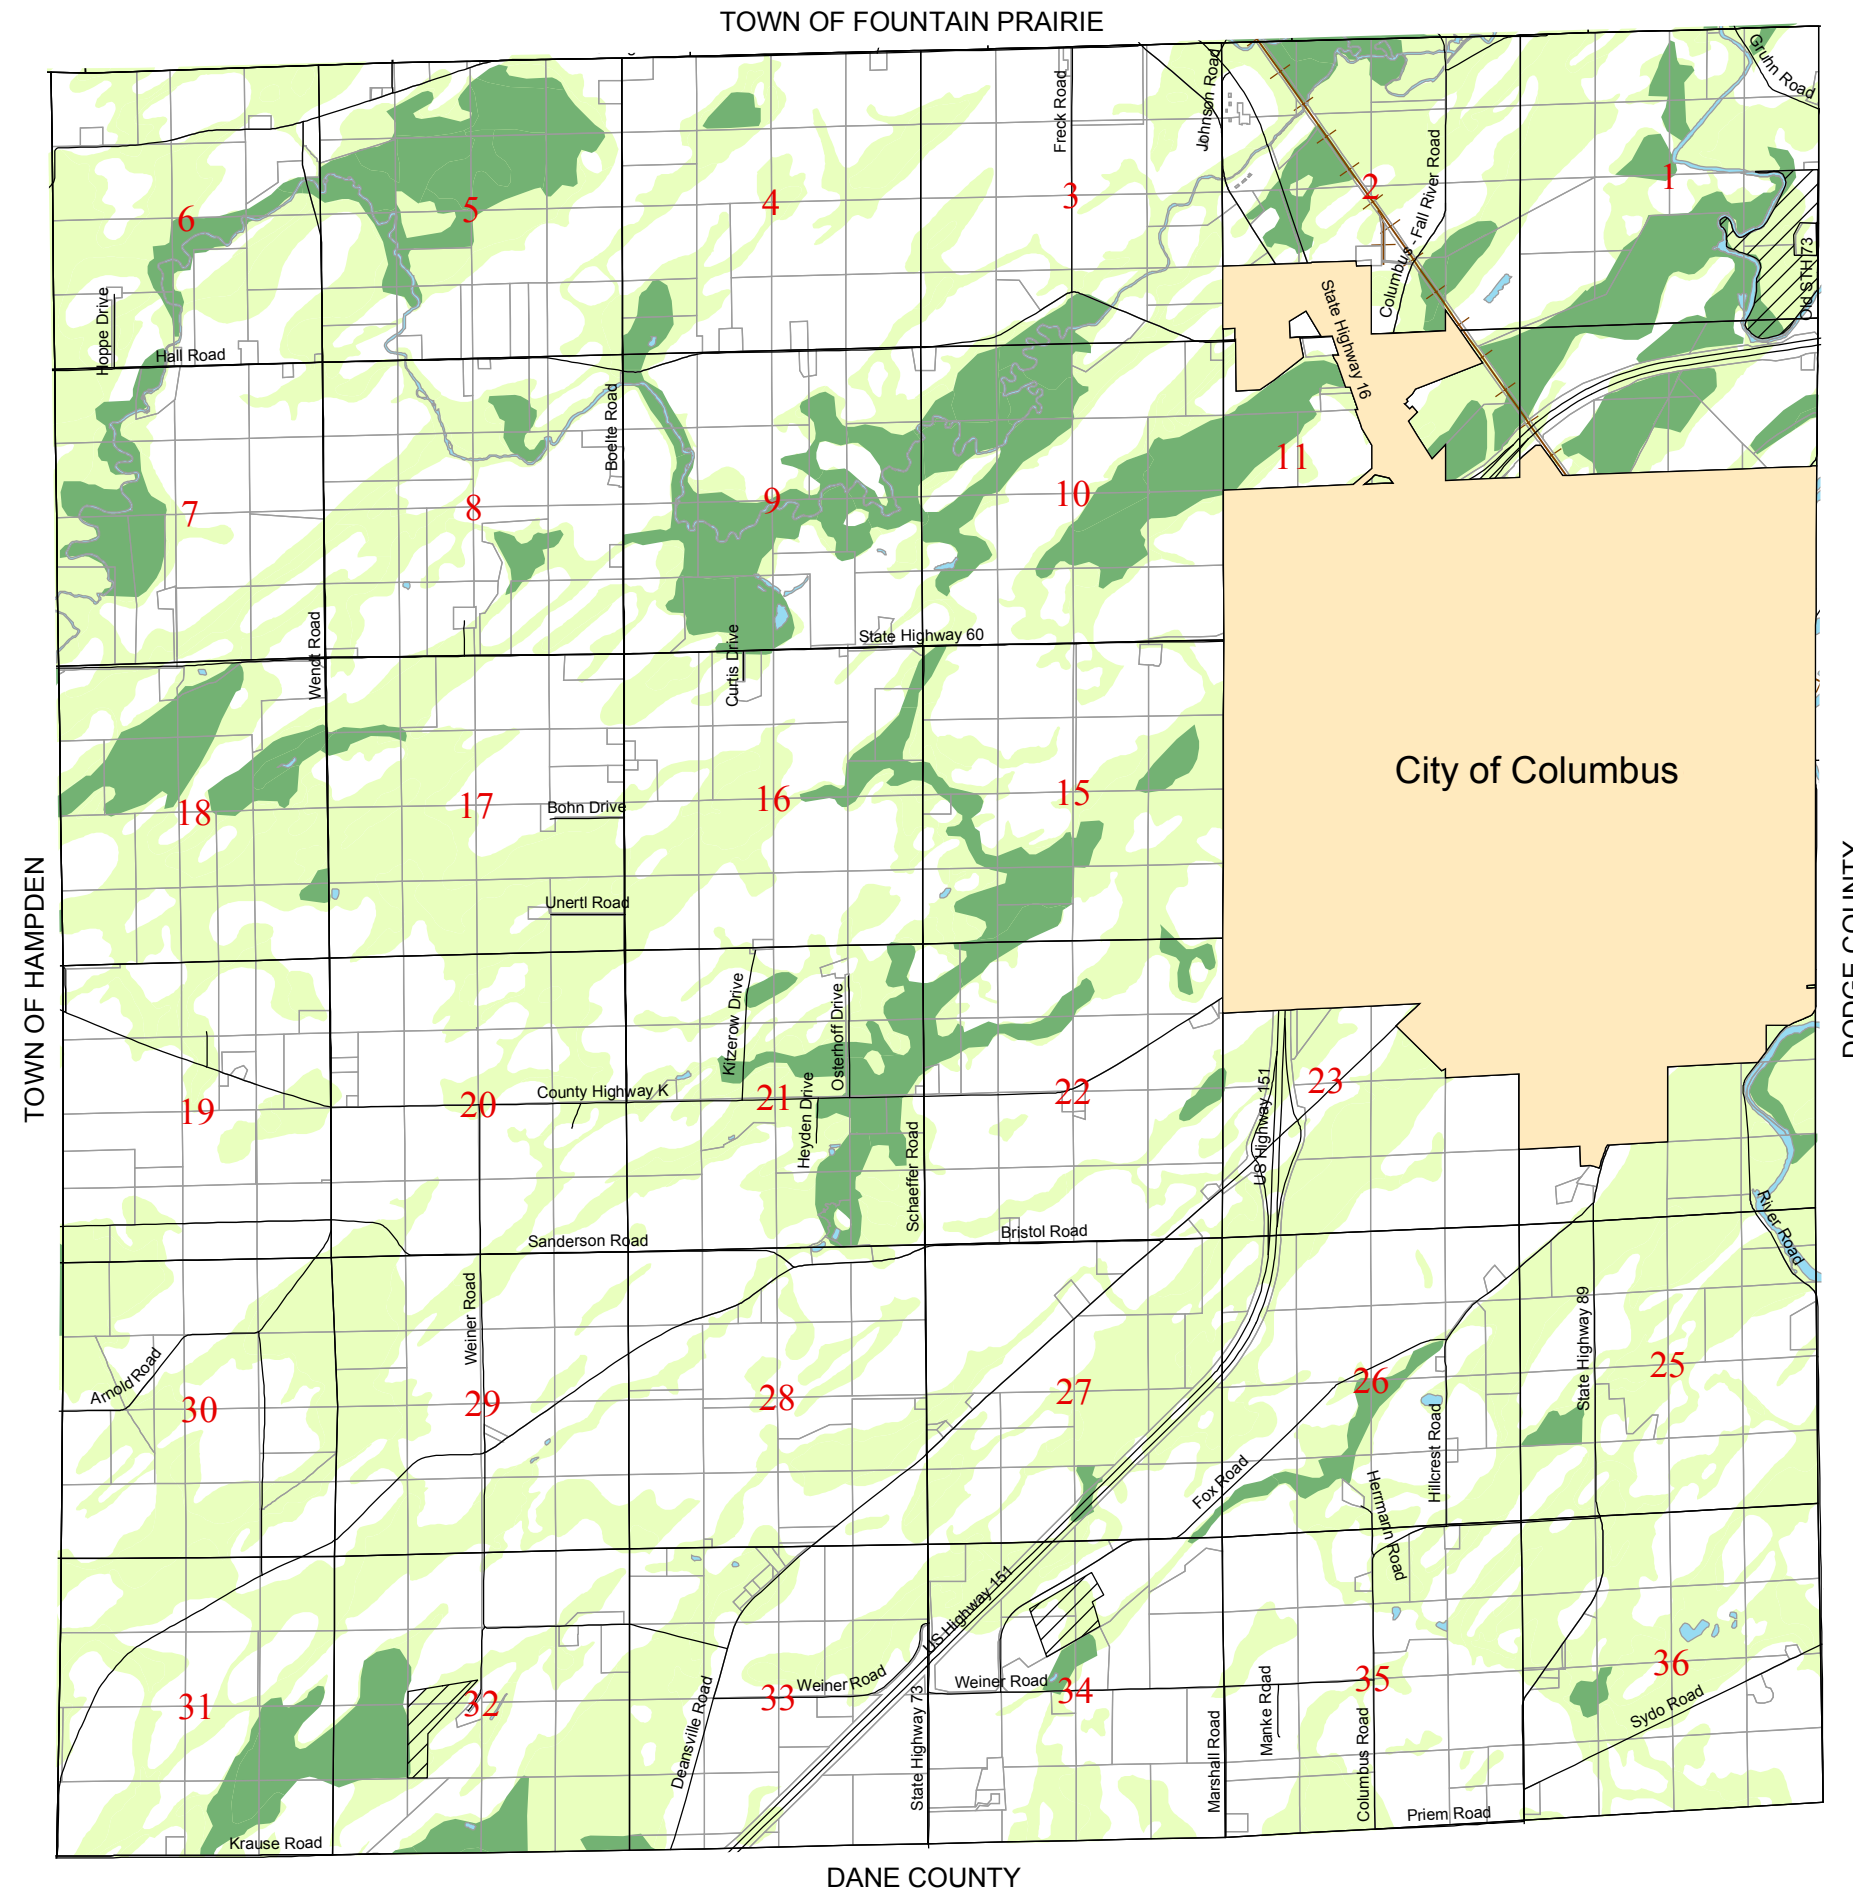 TOWN OF FOUNTAIN PRAIRIE
Gruhn Road
Johnson Road
Freck Road
Columbus - Fall River Road
6
5
4
3
2
1
Old STH 73
Hoppe Drive
Hall Road
State Highway 16
Boelte Road
7
8
9
10
11
Wendt Road
Curtis Drive
State Highway 60
City of Columbus
18
17
16
15
Bohn Drive
Unertl Road
TOWN OF HAMPDEN
DODGE COUNTY
Kitzerow Drive
Osterhoff Drive
County Highway K
Heyden Drive
Schaeffer Road
US Highway 151
19
20
21
22
23
River Road
Sanderson Road
Bristol Road
Weiner Road
State Highway 89
Arnold Road
30
29
28
27
26
25
Hillcrest Road
Fox Road
Herrmann Road
US Highway 151
Weiner Road
Weiner Road
31
32
33
34
35
36
Deansville Road
State Highway 73
Marshall Road
Manke Road
Columbus Road
Sydo Road
Priem Road
Krause Road
DANE COUNTY